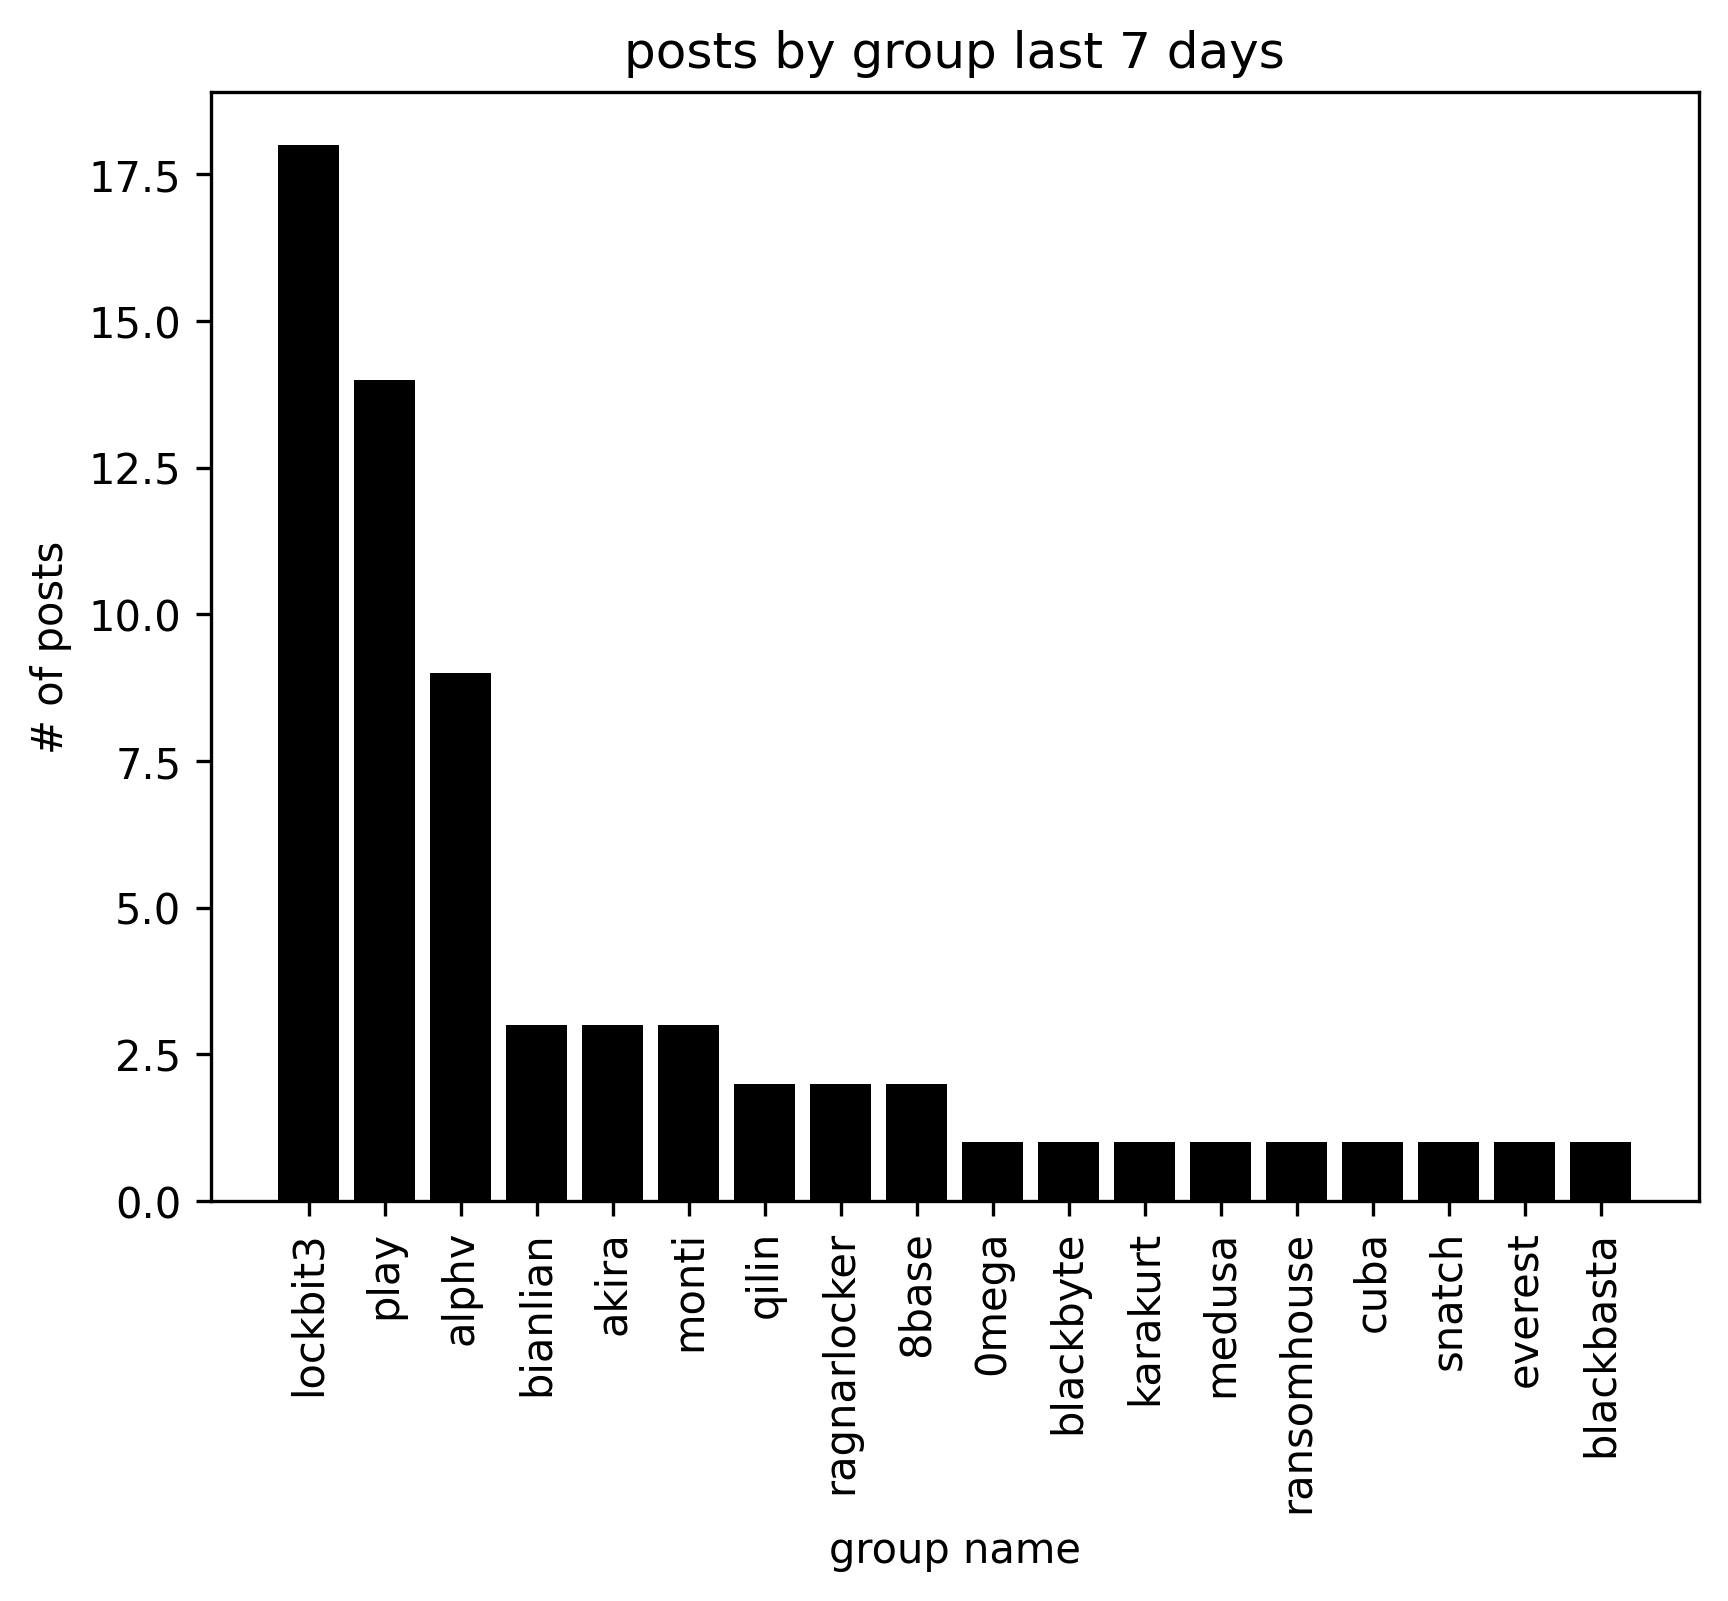 posts by group last 7 days
# of posts
17.5
15.0
12.5
10.0
7.5
5.0
2.5
0.0
lockbit3
play
alphv
bianlian
akira
monti
qilin
ragnarlocker
8base
0mega
blackbyte
karakurt
medusa
ransomhouse
cuba
snatch
everest
blackbasta
group name